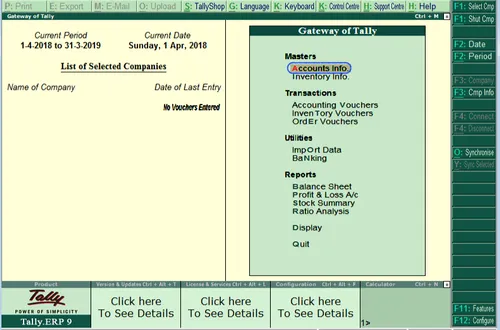 P: Print E: Export M: E-Mail O: Upload S: TallyShop G: Language K: Keyboard K: Control Centre H: Support Centre H: Help
F1: Select Cmp
F1: Shut Cmp
Gateway of Tally Ctrl + M
Current Period Current Date
1-4-2018 to 31-3-2019 Sunday, 1 Apr, 2018
List of Selected Companies
Name of Company Date of Last Entry
No Vouchers Entered
Gateway of Tally
Masters
Accounts Info.
Inventory Info.
Transactions
Accounting Vouchers
InvenTory Vouchers
OrdEr Vouchers
Utilities
ImpOrt Data
BaNking
Reports
Balance Sheet
Profit & Loss A/c
Stock Summary
Ratio Analysis
Display
Quit
F2: Date
F2: Period
F3: Company
F3: Cmp Info
F4: Connect
F4: Disconnect
O: Synchronise
Y: Sync Selected
F11: Features
F12: Configure
Product Version & Updates Ctrl + Alt + T License & Services Ctrl + Alt + L Configuration Ctrl + Alt + F Calculator Ctrl + N
Tally
POWER OF SIMPLICITY
Tally.ERP 9
Click here
To See Details
Click here
To See Details
Click here
To See Details
1>